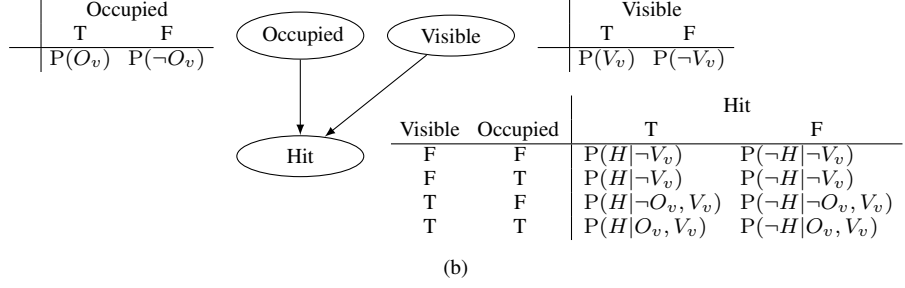 Occupied
T F
P(O_v) P(¬O_v)
Occupied
Visible
Visible
T F
P(V_v) P(¬V_v)
Hit
Hit
Visible Occupied T F
F F P(H|¬V_v) P(¬H|¬V_v)
F T P(H|¬V_v) P(¬H|¬V_v)
T F P(H|¬O_v, V_v) P(¬H|¬O_v, V_v)
T T P(H|O_v, V_v) P(¬H|O_v, V_v)
(b)